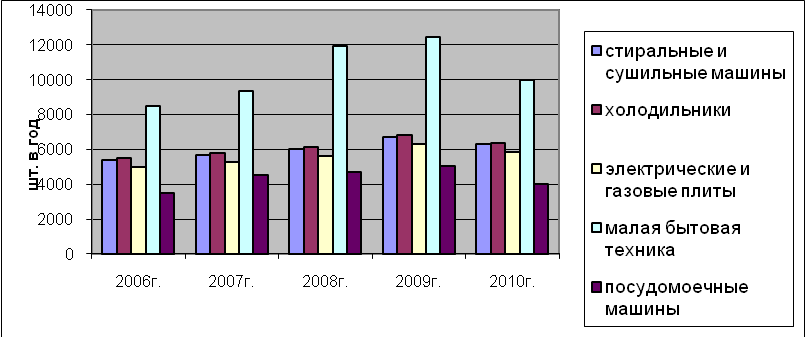 14000
12000
10000
8000
6000
4000
2000
0
шт. в год
2006г.
2007г.
2008г.
2009г.
2010г.
стиральные и
сушильные машины
холодильники
электрические и
газовые плиты
малая бытовая
техника
посудомоечные
машины